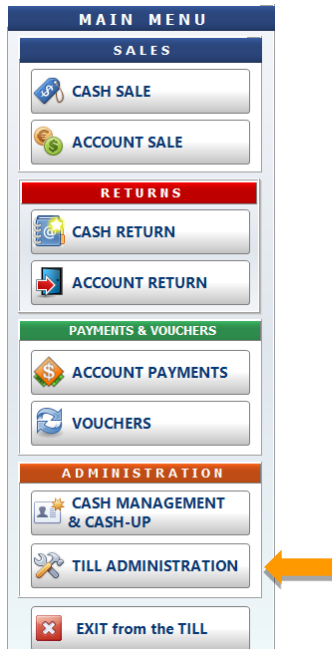 MAIN MENU
SALES
CASH SALE
ACCOUNT SALE
RETURNS
CASH RETURN
ACCOUNT RETURN
PAYMENTS & VOUCHERS
ACCOUNT PAYMENTS
VOUCHERS
ADMINISTRATION
CASH MANAGEMENT
& CASH-UP
TILL ADMINISTRATION
EXIT from the TILL